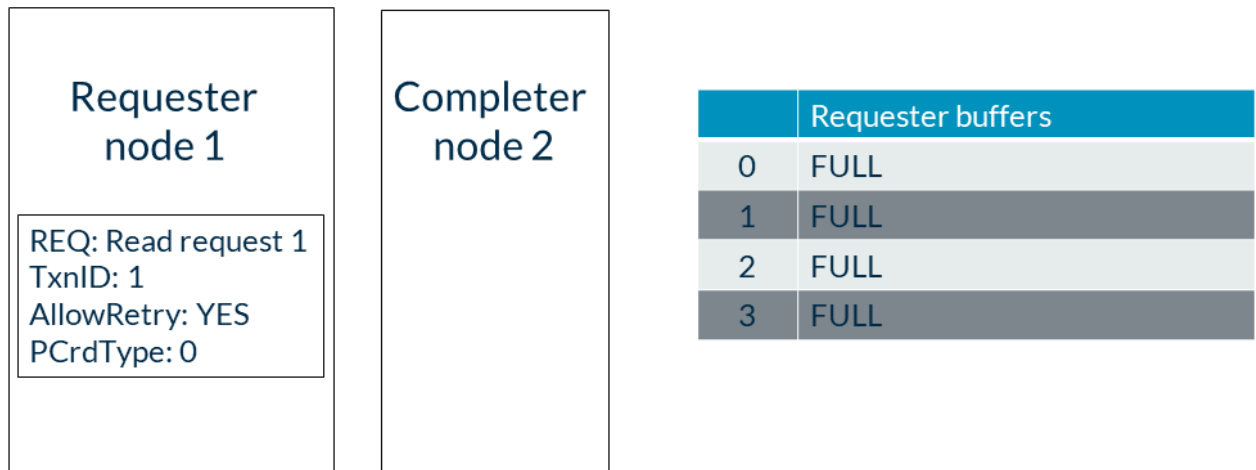 Requester
node 1
REQ: Read request 1
TxnID: 1
AllowRetry: YES
PCrdType: 0
Completer
node 2
Requester buffers
0 FULL
1 FULL
2 FULL
3 FULL